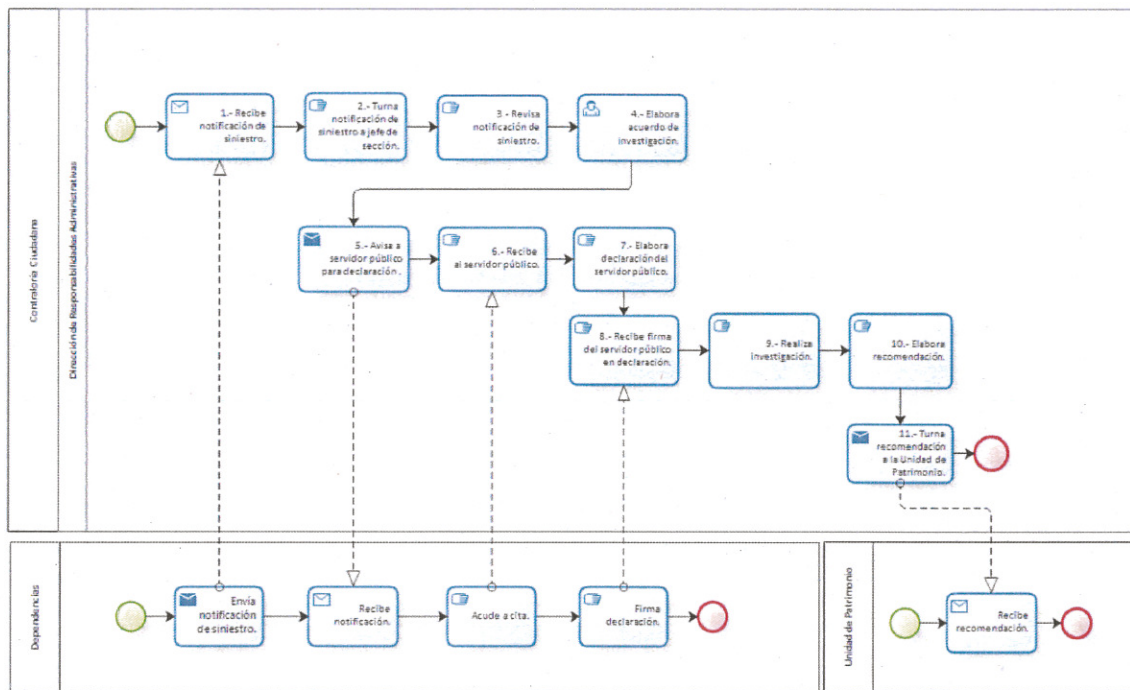 Contraloría Ciudadana
Dirección de Responsabilidades Administrativas
1.- Recibe
notificación de
siniestro.
2.- Turna
notificación de
siniestro a jefe de
sección.
3.- Revisa
notificación de
siniestro.
4.- Elabora
acuerdo de
investigación.
5.- Avisa a
servidor público
para declaración .
6.- Recibe
al servidor público.
7.- Elabora
declaración del
servidor público.
8.- Recibe firma
del servidor público
en declaración.
9.- Realiza
investigación.
10.- Elabora
recomendación.
11.- Turna
recomendación
a la Unidad de
Patrimonio.
Dependencias
Envía
notificación
de siniestro.
Recibe
notificación.
Acude a cita.
Firma
declaración.
Unidad de Patrimonio
Recibe
recomendación.